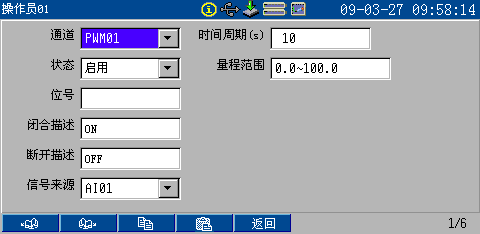 操作员01 09-03-27 09:58:14
通道 PWM01 时间周期(s) 10
状态 启用 量程范围 0.0~100.0
位号
闭合描述 ON
断开描述 OFF
信号来源 AI01
返回 1/6